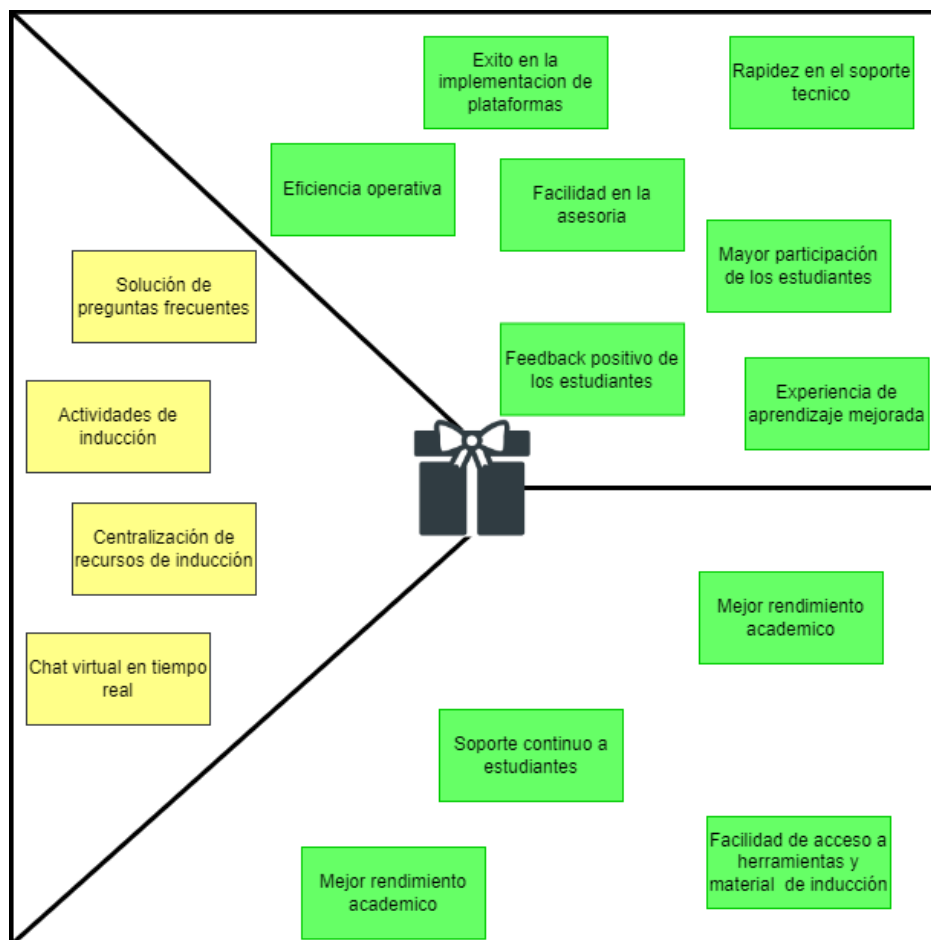 Exito en la
implementacion de
plataformas
Rapidez en el soporte
tecnico
Eficiencia operativa
Facilidad en la
asesoria
Mayor participación
de los estudiantes
Feedback positivo de
los estudiantes
Experiencia de
aprendizaje mejorada
Solución de
preguntas frecuentes
Actividades de
inducción
Centralización de
recursos de inducción
Chat virtual en tiempo
real
Mejor rendimiento
academico
Soporte continuo a
estudiantes
Facilidad de acceso a
herramientas y
material  de inducción
Mejor rendimiento
academico